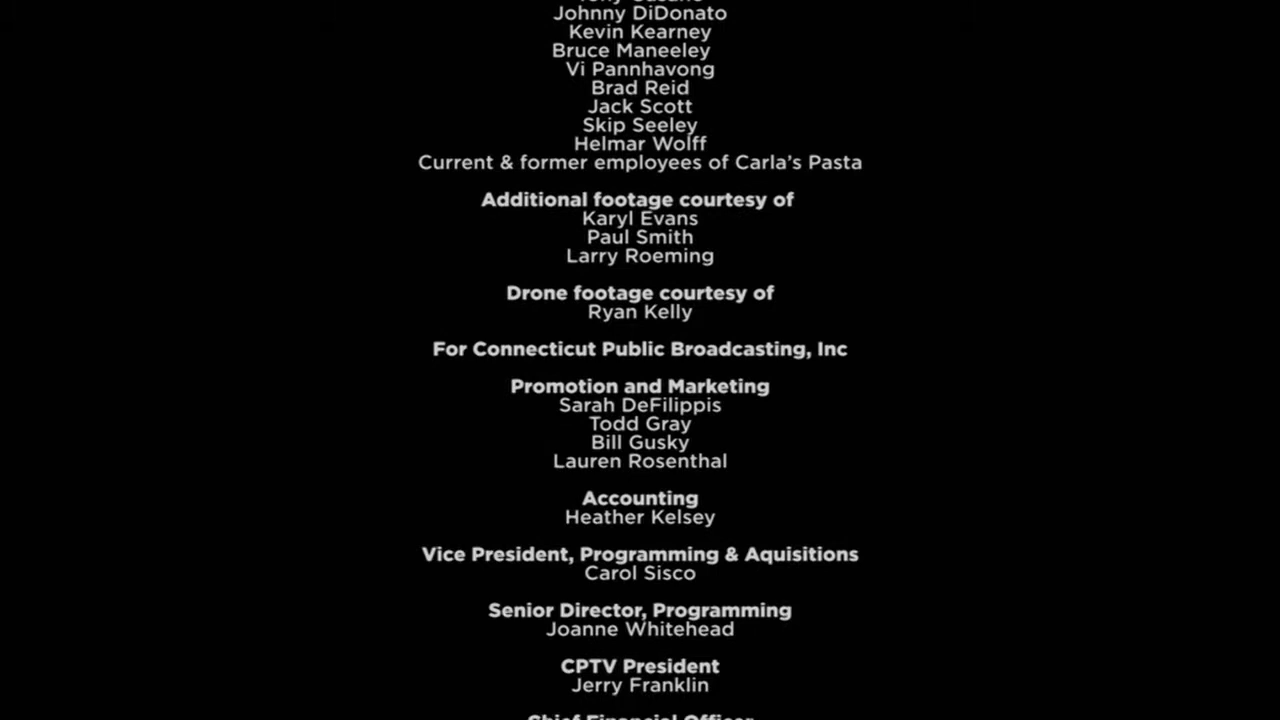 Johnny DiDonato
Kevin Kearney
Bruce Maneeley
Vi Pannhavong
Brad Reid
Jack Scott
Skip Seeley
Helmar Wolff
Current & former employees of Carla's Pasta
Additional footage courtesy of
Karyl Evans
Paul Smith
Larry Roeming
Drone footage courtesy of
Ryan Kelly
For Connecticut Public Broadcasting, Inc
Promotion and Marketing
Sarah DeFilippis
Todd Gray
Bill Gusky
Lauren Rosenthal
Accounting
Heather Kelsey
Vice President, Programming & Aquisitions
Carol Sisco
Senior Director, Programming
Joanne Whitehead
CPTV President
Jerry Franklin
Chief Financial Officer